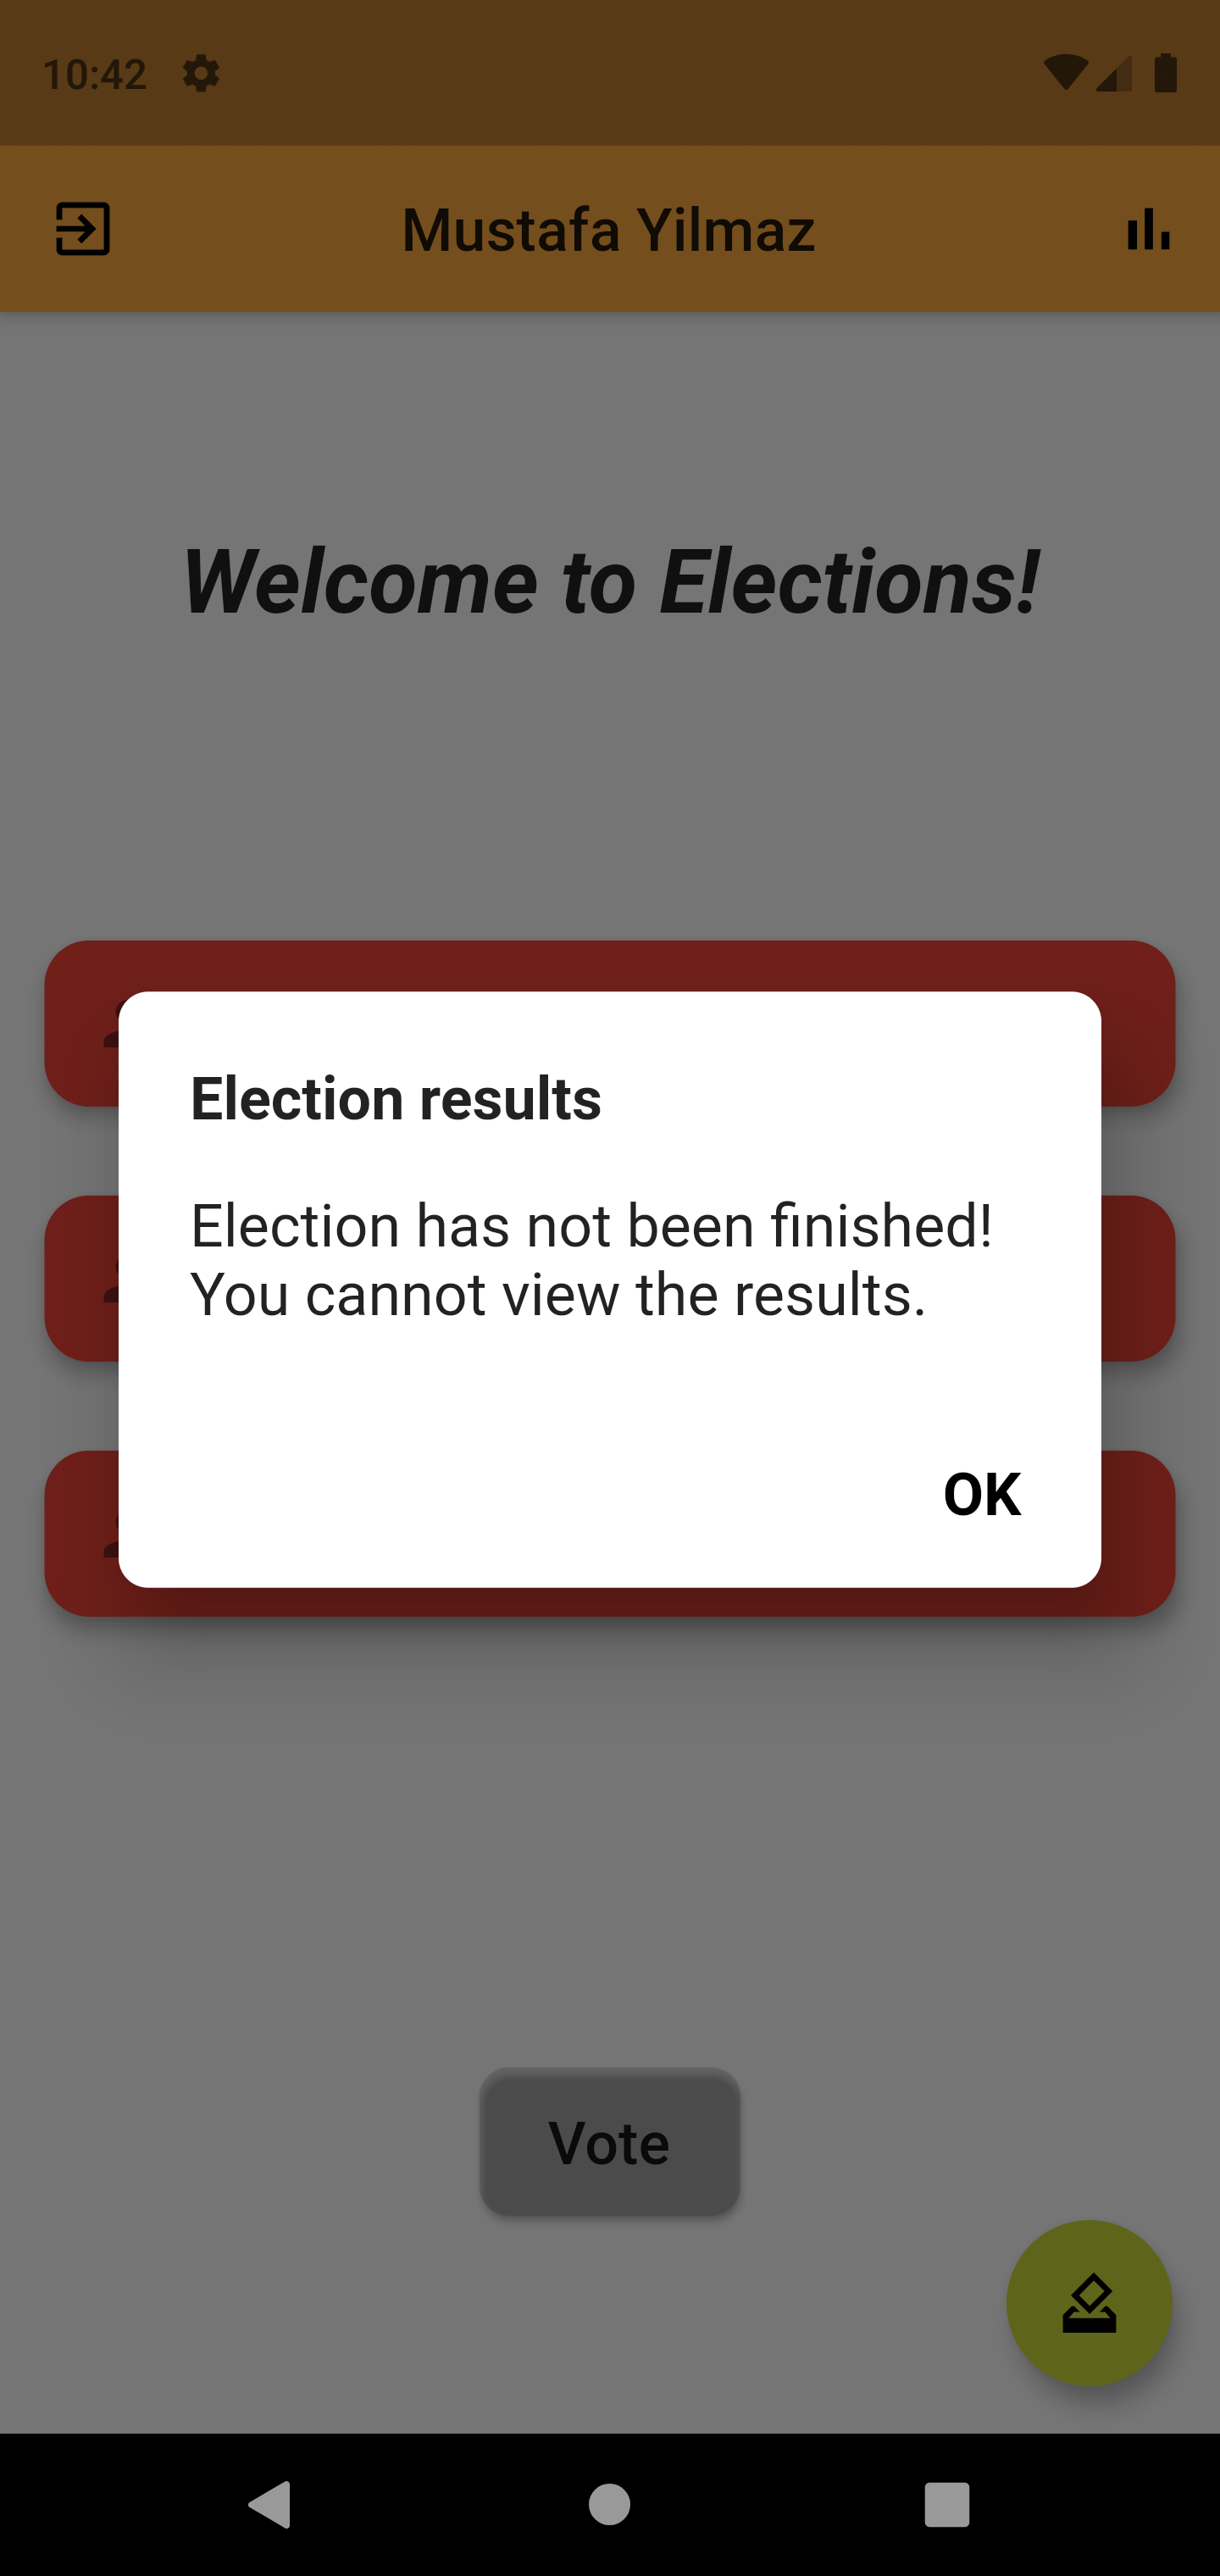 10:42
Mustafa Yilmaz
Welcome to Elections!
Election results
Election has not been finished!
You cannot view the results.
OK
Vote